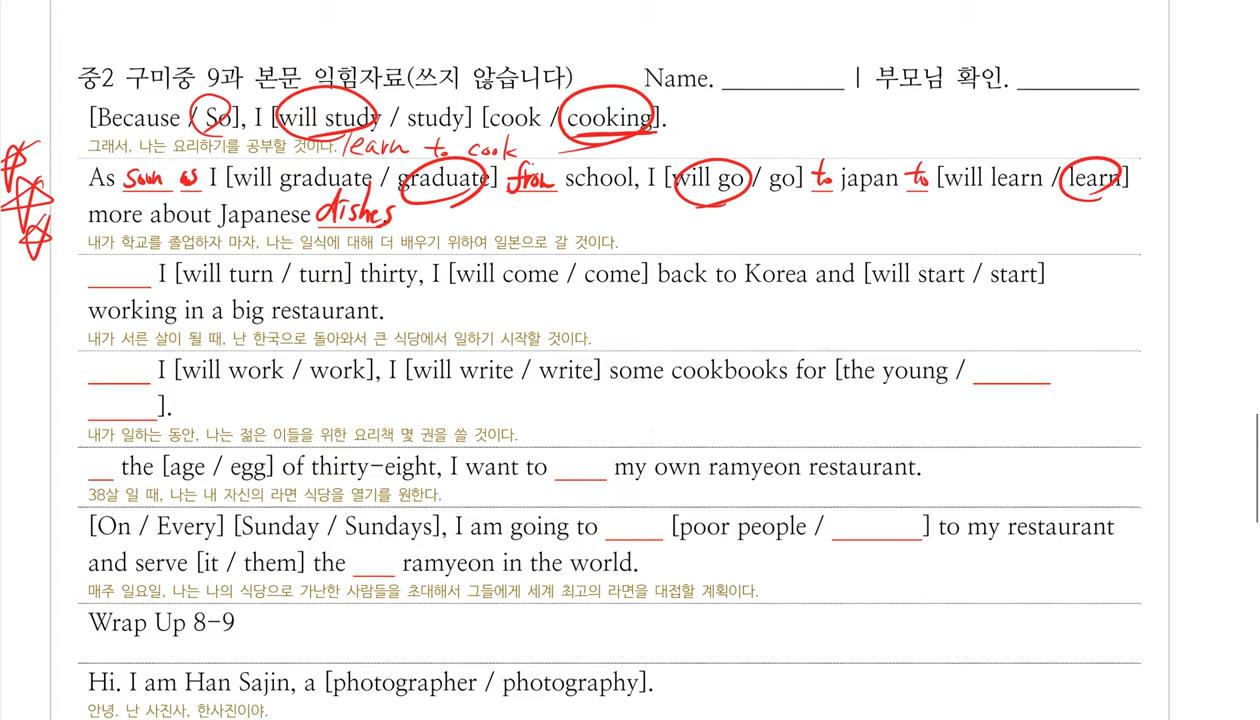 중2 구미중 9과 본문 익힘자료(쓰지 않습니다) Name. __________ | 부모님 확인. __________
[Because / So], I [will study / study] [cook / cooking].
그래서, 나는 요리하기를 공부할 것이다. learn to cook
As soon as I [will graduate / graduate] from school, I [will go / go] to japan to [will learn / learn]
more about Japanese dishes.
내가 학교를 졸업하자 마자, 나는 일식에 대해 더 배우기 위하여 일본으로 갈 것이다.
_____ I [will turn / turn] thirty, I [will come / come] back to Korea and [will start / start]
working in a big restaurant.
내가 서른 살이 될 때, 난 한국으로 돌아와서 큰 식당에서 일하기 시작할 것이다.
_____ I [will work / work], I [will write / write] some cookbooks for [the young / ______
_____].
내가 일하는 동안, 나는 젊은 이들을 위한 요리책 몇 권을 쓸 것이다.
__ the [age / egg] of thirty-eight, I want to ____ my own ramyeon restaurant.
38살 일 때, 나는 내 자신의 라면 식당을 열기를 원한다.
[On / Every] [Sunday / Sundays], I am going to ____ [poor people / _______] to my restaurant
and serve [it / them] the ___ ramyeon in the world.
매주 일요일, 나는 나의 식당으로 가난한 사람들을 초대해서 그들에게 세계 최고의 라면을 대접할 계획이다.
Wrap Up 8-9
Hi. I am Han Sajin, a [photographer / photography].
안녕. 난 사진사, 한사진이야.